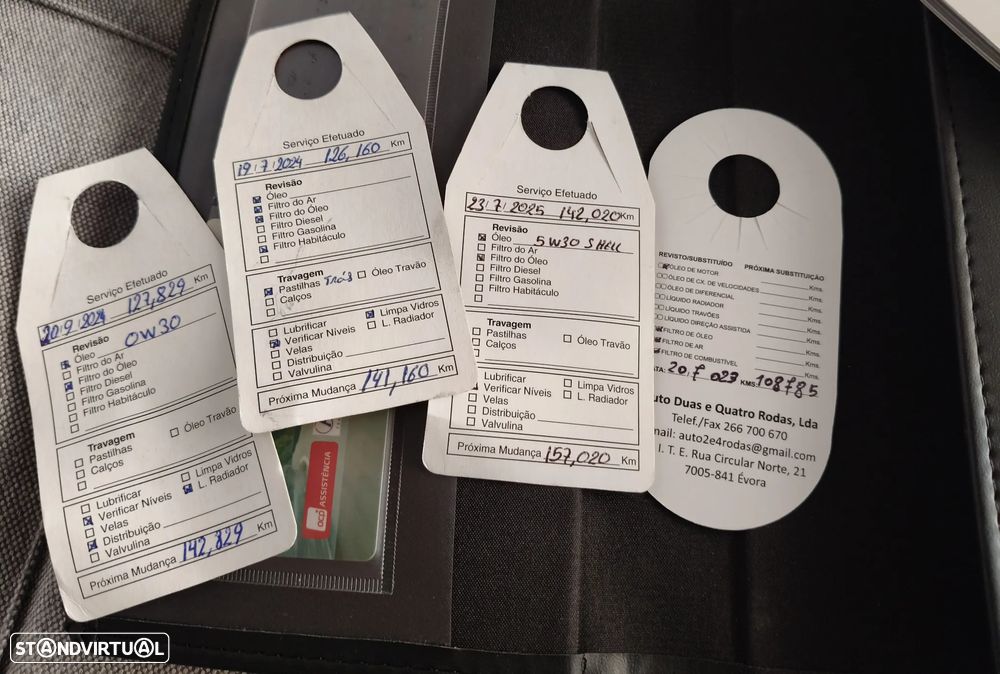 Serviço Efetuado
20/9/2024 127,829 Km
Revisão
Óleo 0W30
Filtro do Ar
Filtro do Óleo
Filtro Diesel
Filtro Gasolina
Filtro Habitáculo
Travagem
Pastilhas
Óleo Travão
Calços
Lubrificar
Limpa Vidros
Verificar Níveis
L. Radiador
Velas
Distribuição
Valvulina
Próxima Mudança 142,829 Km
Serviço Efetuado
19/7/2024 126,160 Km
Revisão
Óleo
Filtro do Ar
Filtro do Óleo
Filtro Diesel
Filtro Gasolina
Filtro Habitáculo
Travagem
Pastilhas Trás
Óleo Travão
Calços
Lubrificar
Limpa Vidros
Verificar Níveis
L. Radiador
Velas
Distribuição
Valvulina
Próxima Mudança 141,160 Km
ASSISTÊNCIA
Serviço Efetuado
23/7/2025 142,020 Km
Revisão
Óleo 5W30 SHELL
Filtro do Ar
Filtro do Óleo
Filtro Diesel
Filtro Gasolina
Filtro Habitáculo
Travagem
Pastilhas
Óleo Travão
Calços
Lubrificar
Limpa Vidros
Verificar Níveis
L. Radiador
Velas
Distribuição
Valvulina
Próxima Mudança 157,020 Km
REVISTO/SUBSTITUÍDO PRÓXIMA SUBSTITUIÇÃO
ÓLEO DE MOTOR Kms.
ÓLEO DE CX. DE VELOCIDADES Kms.
ÓLEO DE DIFERENCIAL Kms.
LIQUIDO RADIADOR Kms.
LIQUIDO TRAVÕES Kms.
LIQUIDO DIREÇÃO ASSISTIDA Kms.
FILTRO DE ÓLEO Kms.
FILTRO DE AR Kms.
FILTRO DE COMBUSTÍVEL Kms.
ATA: 20,7 023 KMS: 108785
uto Duas e Quatro Rodas, Lda
Telef./Fax 266 700 670
mail: auto2e4rodas@gmail.com
I. T. E. Rua Circular Norte, 21
7005-841 Évora
STANDVIRTUAL